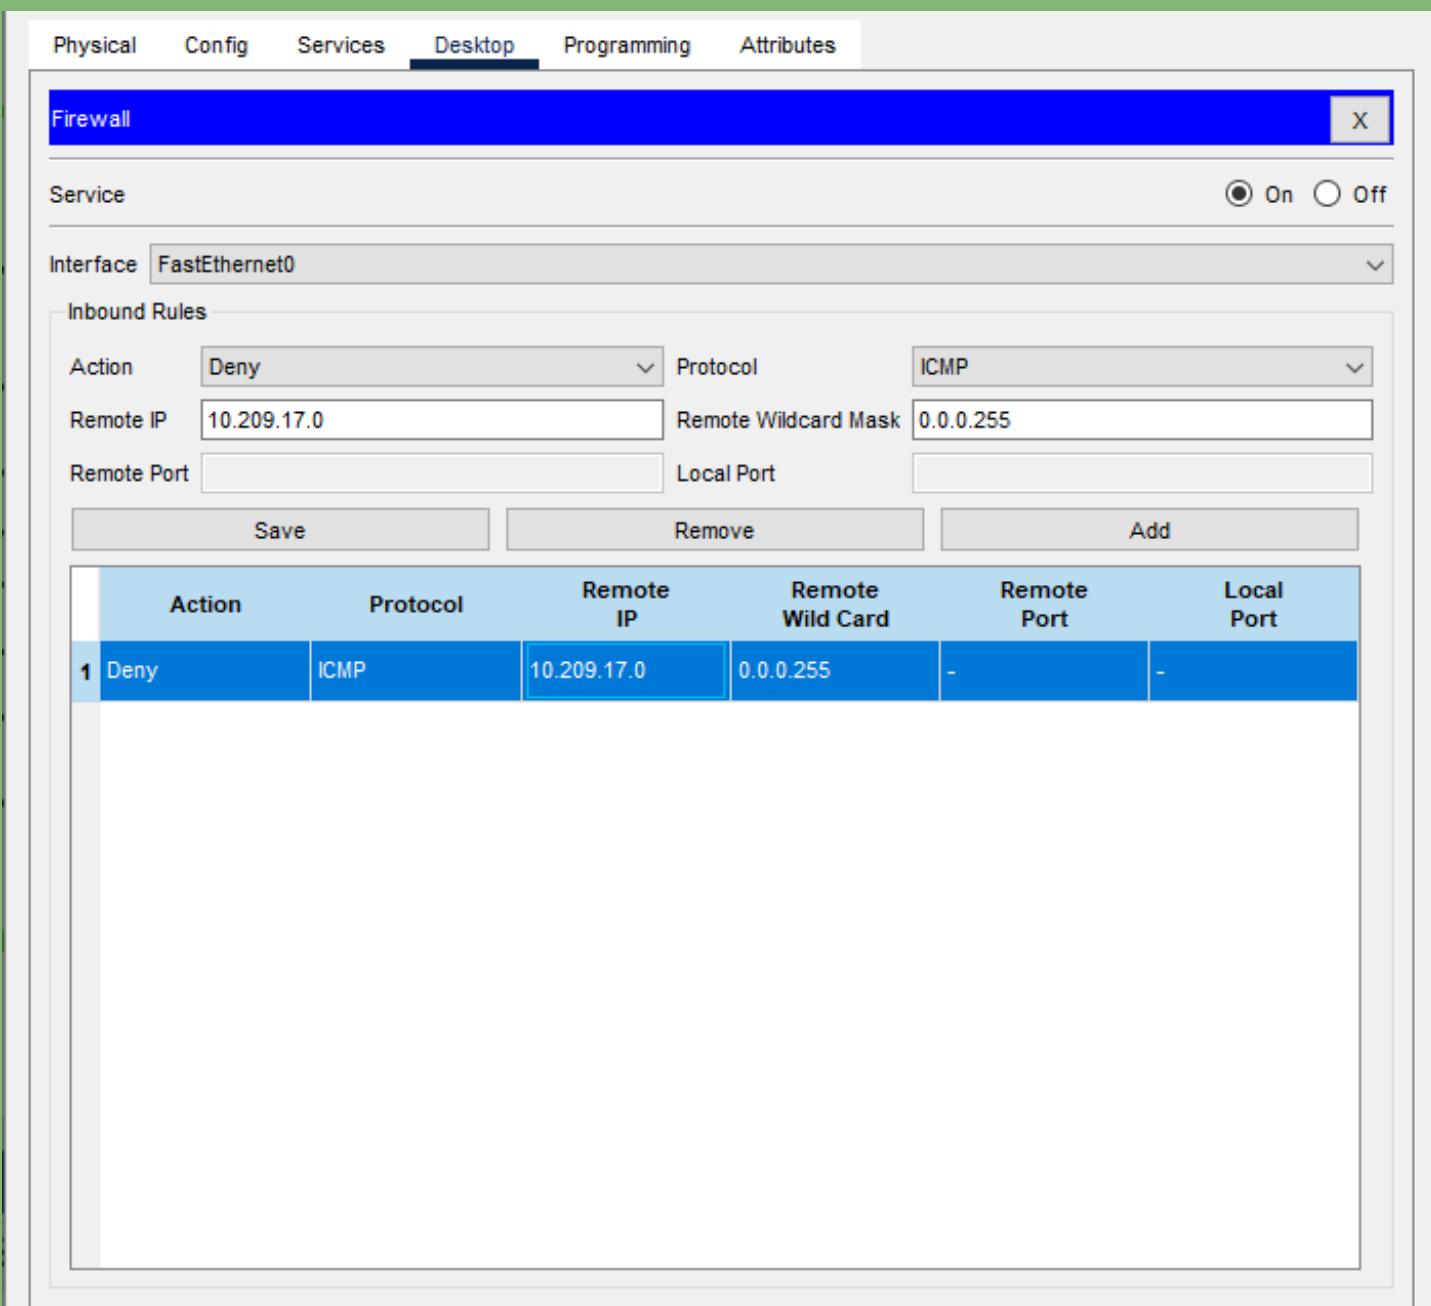 Physical Config Services Desktop Programming Attributes
Firewall X
Service On Off
Interface FastEthernet0
Inbound Rules
Action Deny Protocol ICMP
Remote IP 10.209.17.0 Remote Wildcard Mask 0.0.0.255
Remote Port Local Port
Save Remove Add
Action Protocol Remote IP Remote Wild Card Remote Port Local Port
1 Deny ICMP 10.209.17.0 0.0.0.255 - -